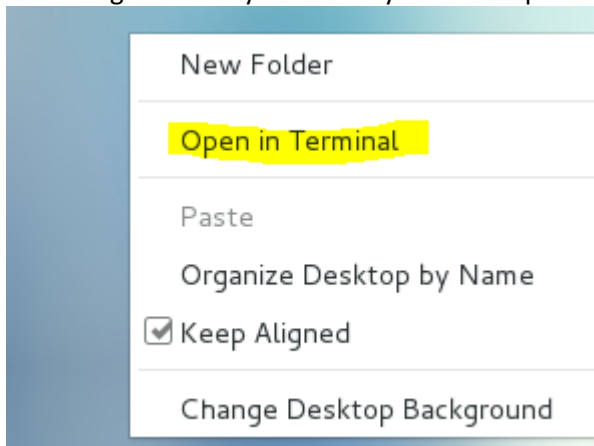 New Folder
Open in Terminal
Paste
Organize Desktop by Name
Keep Aligned
Change Desktop Background